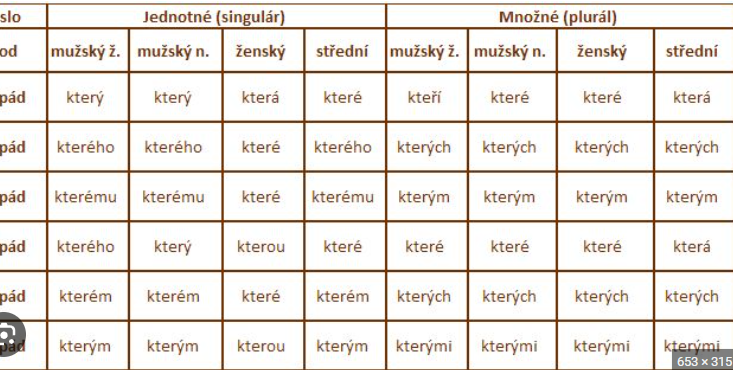 slo Jednotné (singulár) Množné (plurál)
od mužský ž. mužský n. ženský střední mužský ž. mužský n. ženský střední
pád který který která které kteří které které která
pád kterého kterého které kterého kterých kterých kterých kterých
pád kterému kterému které kterému kterým kterým kterým kterým
pád kterého který kterou které které které které která
pád kterém kterém které kterém kterých kterých kterých kterých
pád kterým kterým kterou kterým kterými kterými kterými kterými
653 × 315